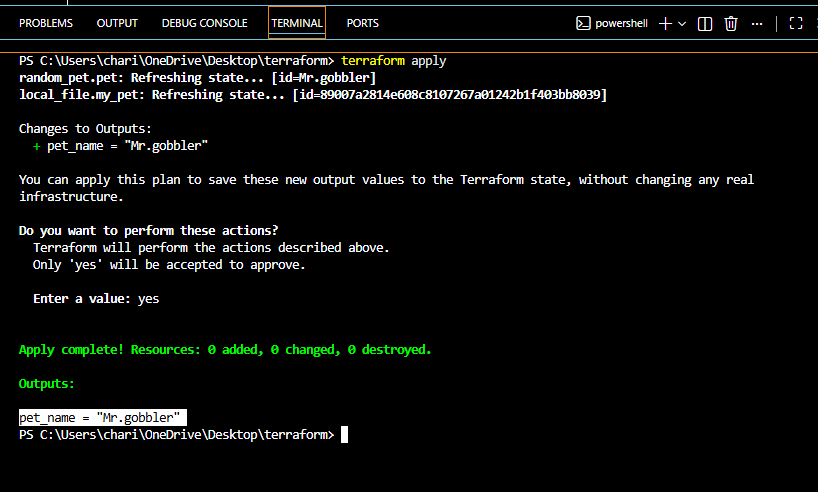 PROBLEMS OUTPUT DEBUG CONSOLE TERMINAL PORTS powershell
PS C:\Users\chari\OneDrive\Desktop\terraform> terraform apply
random_pet.pet: Refreshing state... [id=Mr.gobbler]
local_file.my_pet: Refreshing state... [id=89007a2814e608c8107267a01242b1f403bb8039]
Changes to Outputs:
+ pet_name = "Mr.gobbler"
You can apply this plan to save these new output values to the Terraform state, without changing any real
infrastructure.
Do you want to perform these actions?
Terraform will perform the actions described above.
Only 'yes' will be accepted to approve.
Enter a value: yes
Apply complete! Resources: 0 added, 0 changed, 0 destroyed.
Outputs:
pet_name = "Mr.gobbler"
PS C:\Users\chari\OneDrive\Desktop\terraform>